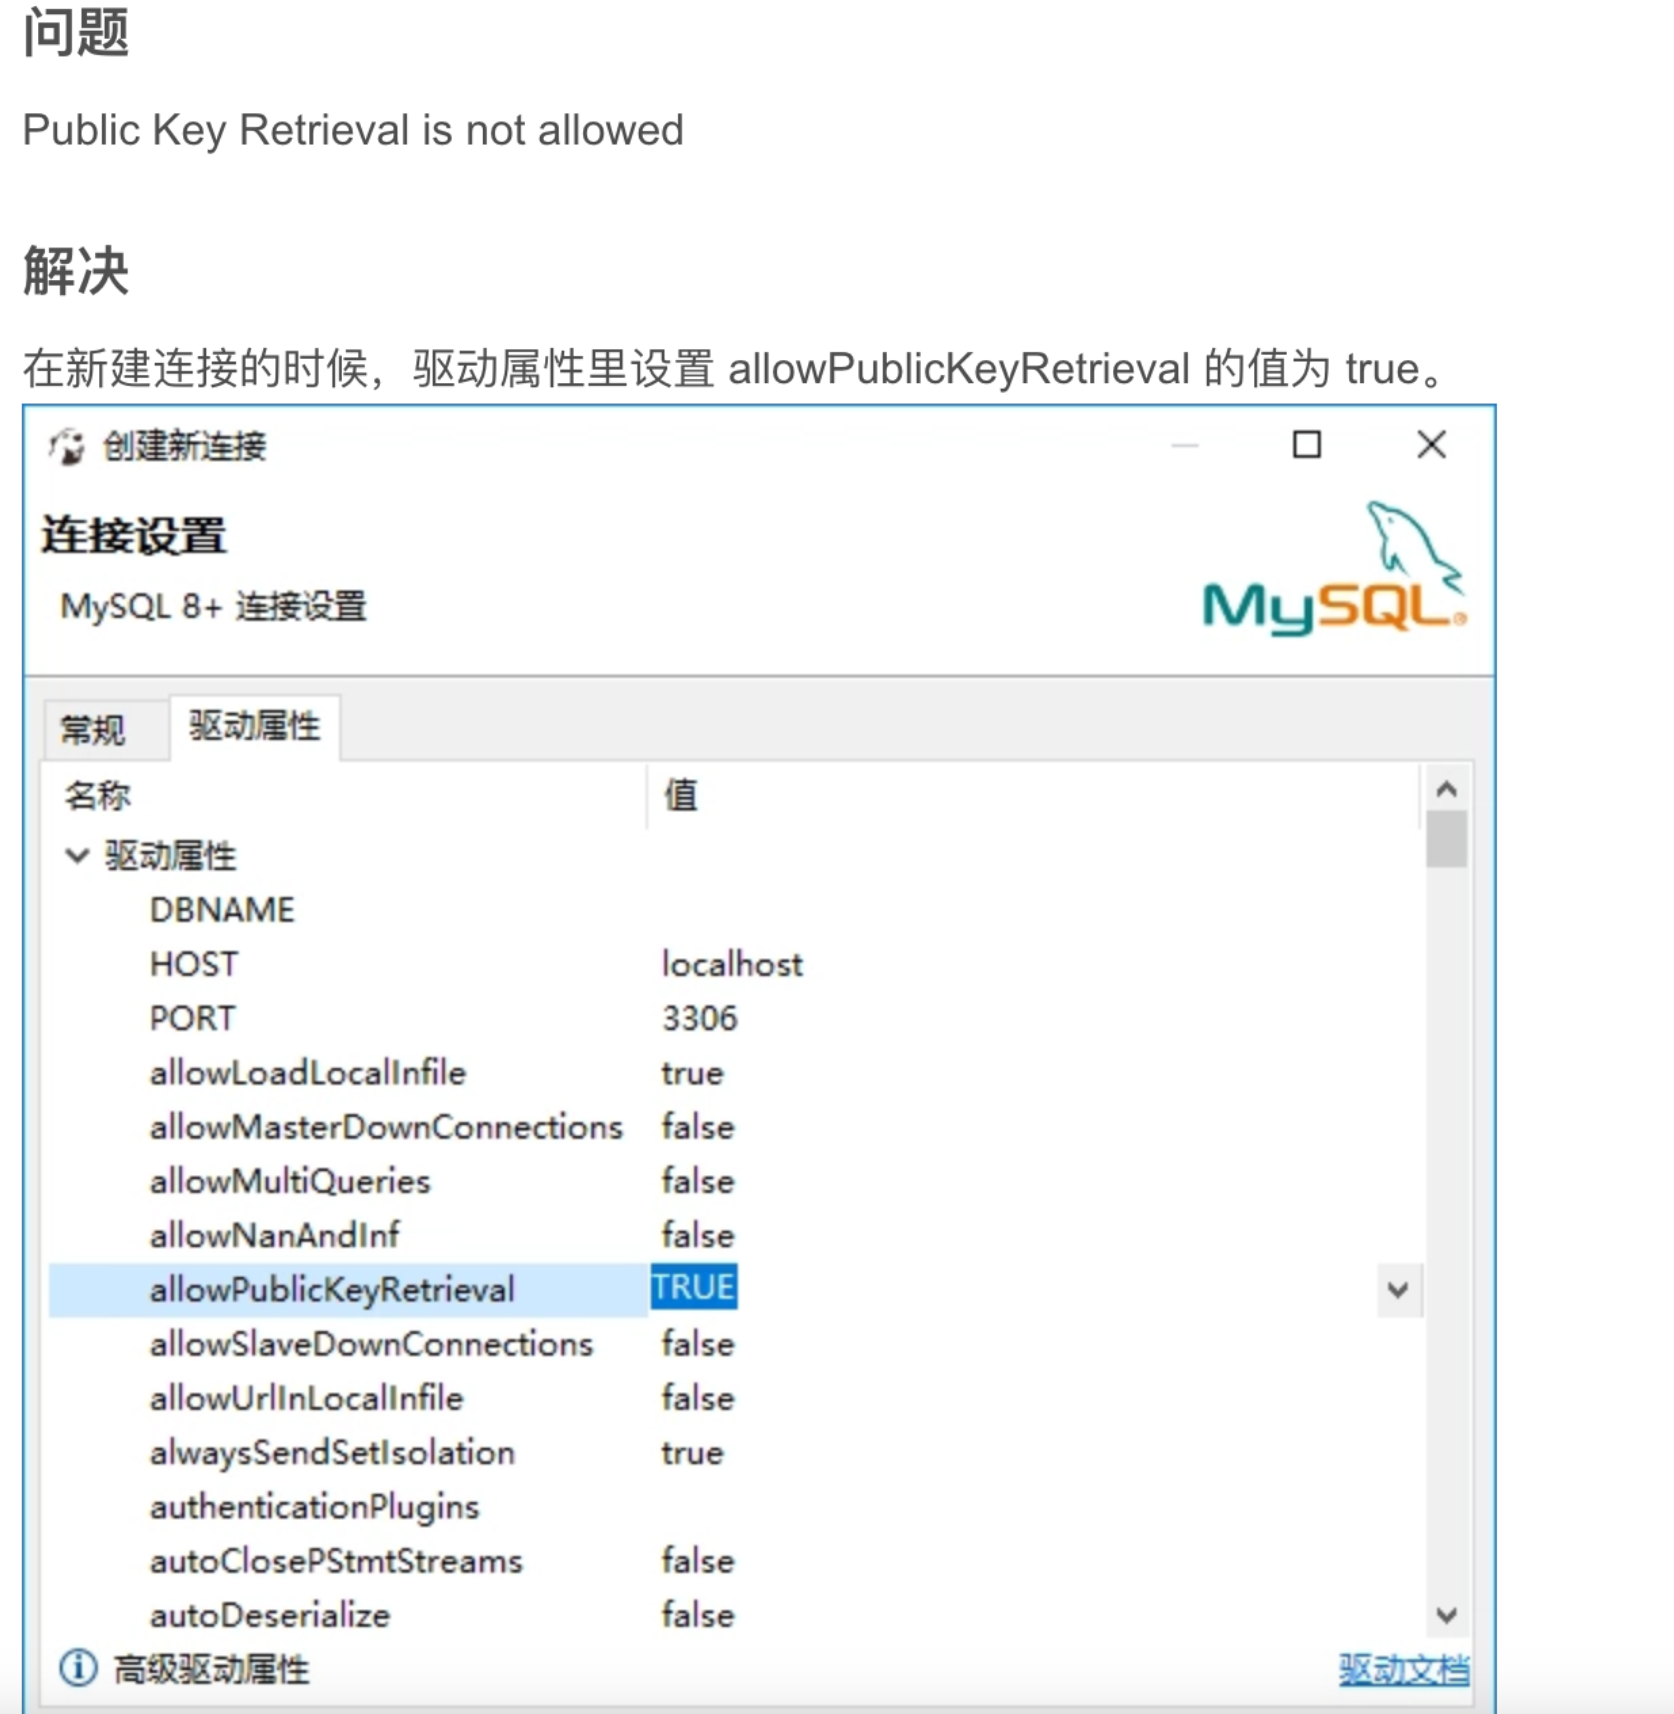 问题
Public Key Retrieval is not allowed
解决
在新建连接的时候，驱动属性里设置 allowPublicKeyRetrieval 的值为 true。
创建新连接
连接设置
MySQL 8+ 连接设置
MySQL®
常规 驱动属性
名称 值
驱动属性
DBNAME
HOST localhost
PORT 3306
allowLoadLocalInfile true
allowMasterDownConnections false
allowMultiQueries false
allowNanAndInf false
allowPublicKeyRetrieval TRUE
allowSlaveDownConnections false
allowUrlInLocalInfile false
alwaysSendSetIsolation true
authenticationPlugins
autoClosePStmtStreams false
autoDeserialize false
高级驱动属性 驱动文档